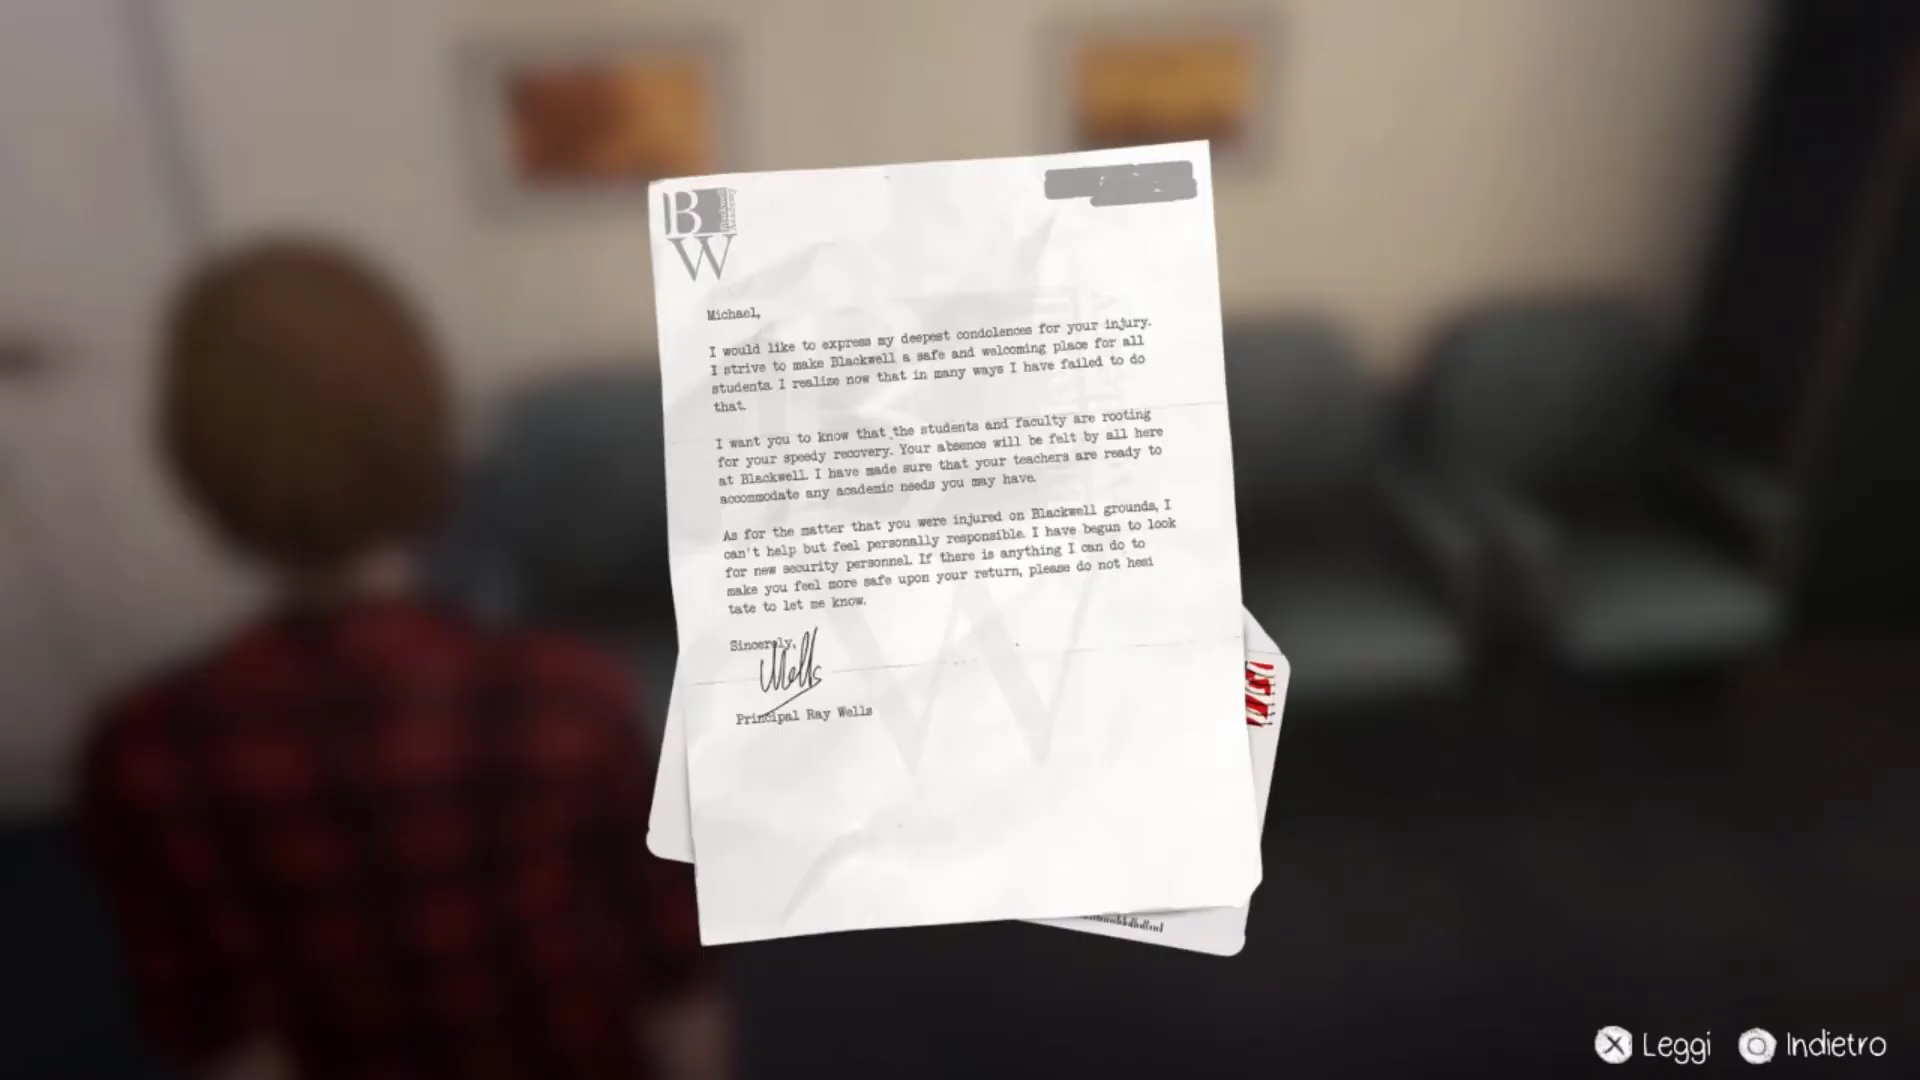 B
Blackwell
Academy
W
Michael,
I would like to express my deepest condolences for your injury.
I strive to make Blackwell a safe and welcoming place for all
students. I realize now that in many ways I have failed to do
that.
I want you to know that the students and faculty are rooting
for your speedy recovery. Your absence will be felt by all here
at Blackwell. I have made sure that your teachers are ready to
accommodate any academic needs you may have.
As for the matter that you were injured on Blackwell grounds, I
can't help but feel personally responsible. I have begun to look
for new security personnel. If there is anything I can do to
make you feel more safe upon your return, please do not hesi
tate to let me know.
Sincerely,
Wells
Principal Ray Wells
Leggi
Indietro